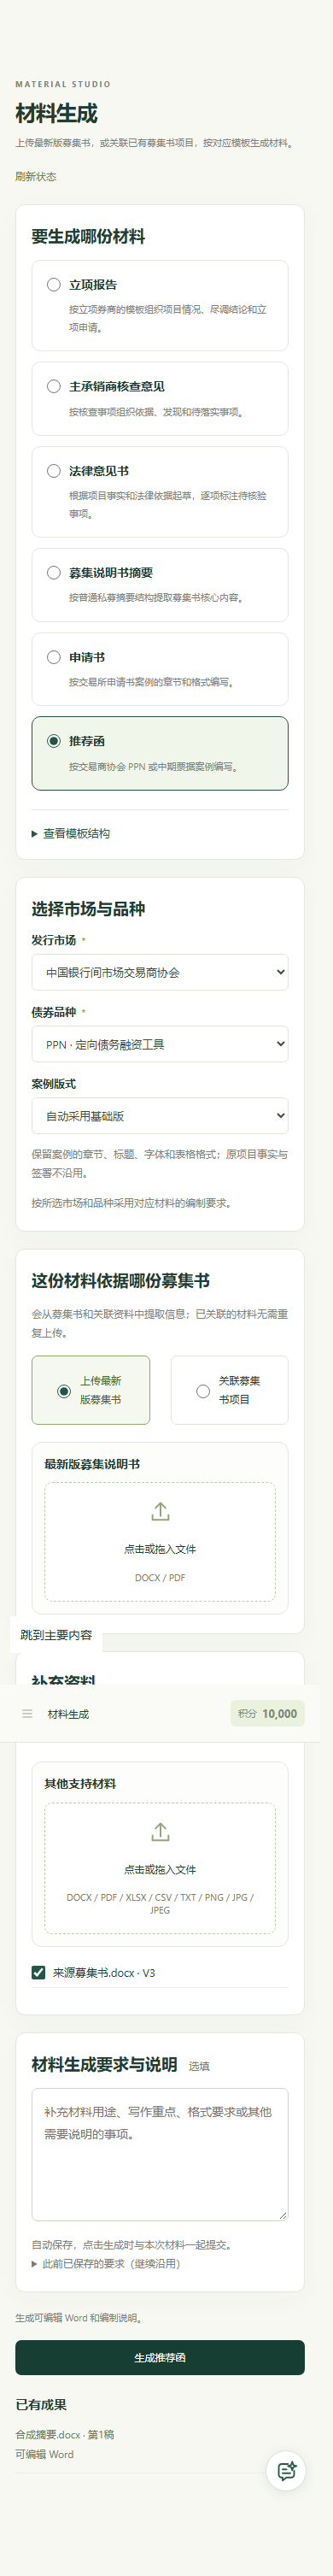 MATERIAL STUDIO
材料生成
上传最新版募集书，或关联已有募集书项目，按对应模板生成材料。
刷新状态
要生成哪份材料
立项报告
按立项券商的模板组织项目情况、尽调结论和立
项申请。
主承销商核查意见
按核查事项组织依据、发现和待落实事项。
法律意见书
根据项目事实和法律依据起草，逐项标注待核验
事项。
募集说明书摘要
按普通私募摘要结构提取募集书核心内容。
申请书
按交易所申请书案例的章节和格式编写。
推荐函
按交易商协会 PPN 或中期票据案例编写。
查看模板结构
选择市场与品种
发行市场 *
中国银行间市场交易商协会
债券品种 *
PPN · 定向债务融资工具
案例版式
自动采用基础版
保留案例的章节、标题、字体和表格格式；原项目事实与
签署不沿用。
按所选市场和品种采用对应材料的编制要求。
这份材料依据哪份募集书
会从募集书和关联资料中提取信息；已关联的材料无需重
复上传。
上传最新
版募集书
关联募集
书项目
最新版募集说明书
点击或拖入文件
DOCX / PDF
跳到主要内容
补充资料
材料生成
积分 10,000
其他支持材料
点击或拖入文件
DOCX / PDF / XLSX / CSV / TXT / PNG / JPG /
JPEG
来源募集书.docx · V3
材料生成要求与说明 选填
补充材料用途、写作重点、格式要求或其他
需要说明的事项。
自动保存，点击生成时与本次材料一起提交。
此前已保存的要求（继续沿用）
生成可编辑 Word 和编制说明。
生成推荐函
已有成果
合成摘要.docx · 第1稿
可编辑 Word